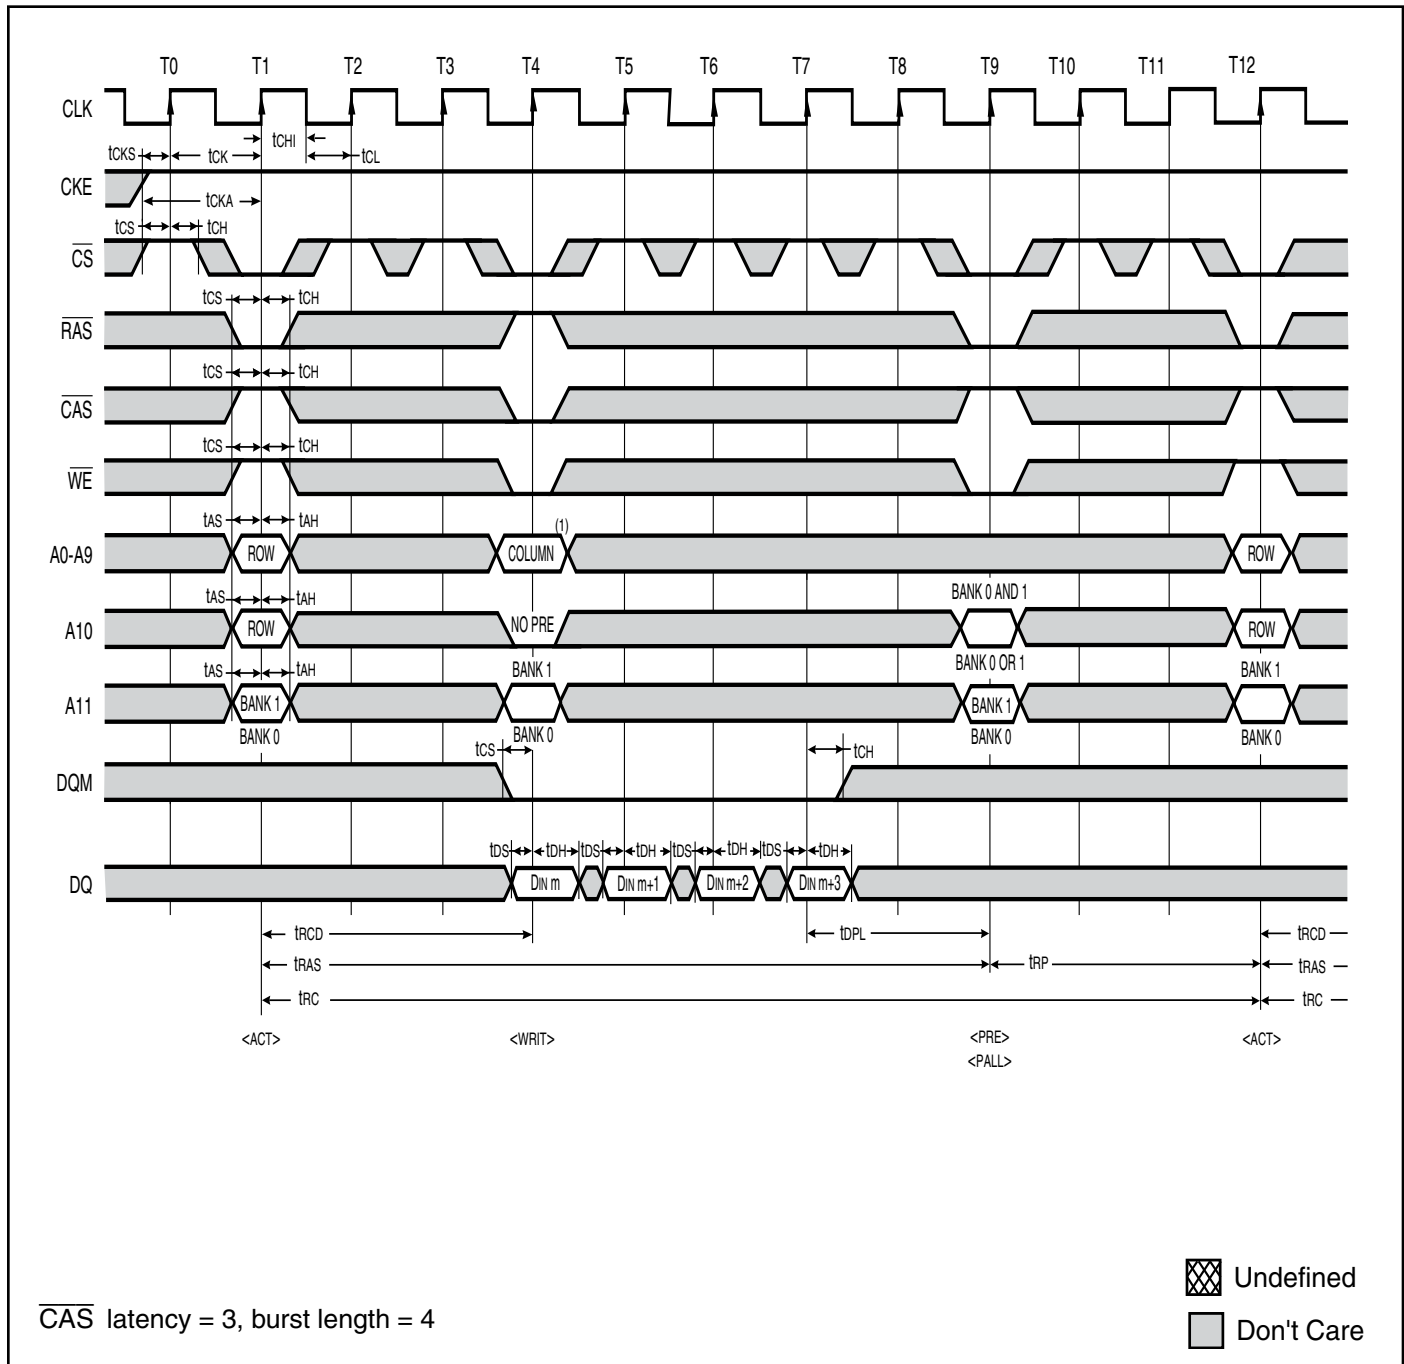 T0 T1 T2 T3 T4 T5 T6 T7 T8 T9 T10 T11 T12
CLK
tCHI
tCKS tCK tCL
CKE
tCKA
tCS tCH
CS
tCS tCH
RAS
tCS tCH
CAS
tCS tCH
WE
tAS tAH (1)
A0-A9 ROW COLUMN ROW
tAS tAH BANK 0 AND 1
A10 ROW NO PRE ROW
tAS tAH BANK 1 BANK 0 OR 1 BANK 1
A11 BANK 1 BANK 1
BANK 0 BANK 0 BANK 0 BANK 0
tCS tCH
DQM
tDS tDH tDS tDH tDS tDH tDS tDH
DQ DIN m DIN m+1 DIN m+2 DIN m+3
tRCD tDPL tRCD
tRAS tRP tRAS
tRC tRC
<ACT> <WRIT> <PRE> <ACT>
<PALL>
Undefined
CAS latency = 3, burst length = 4
Don't Care